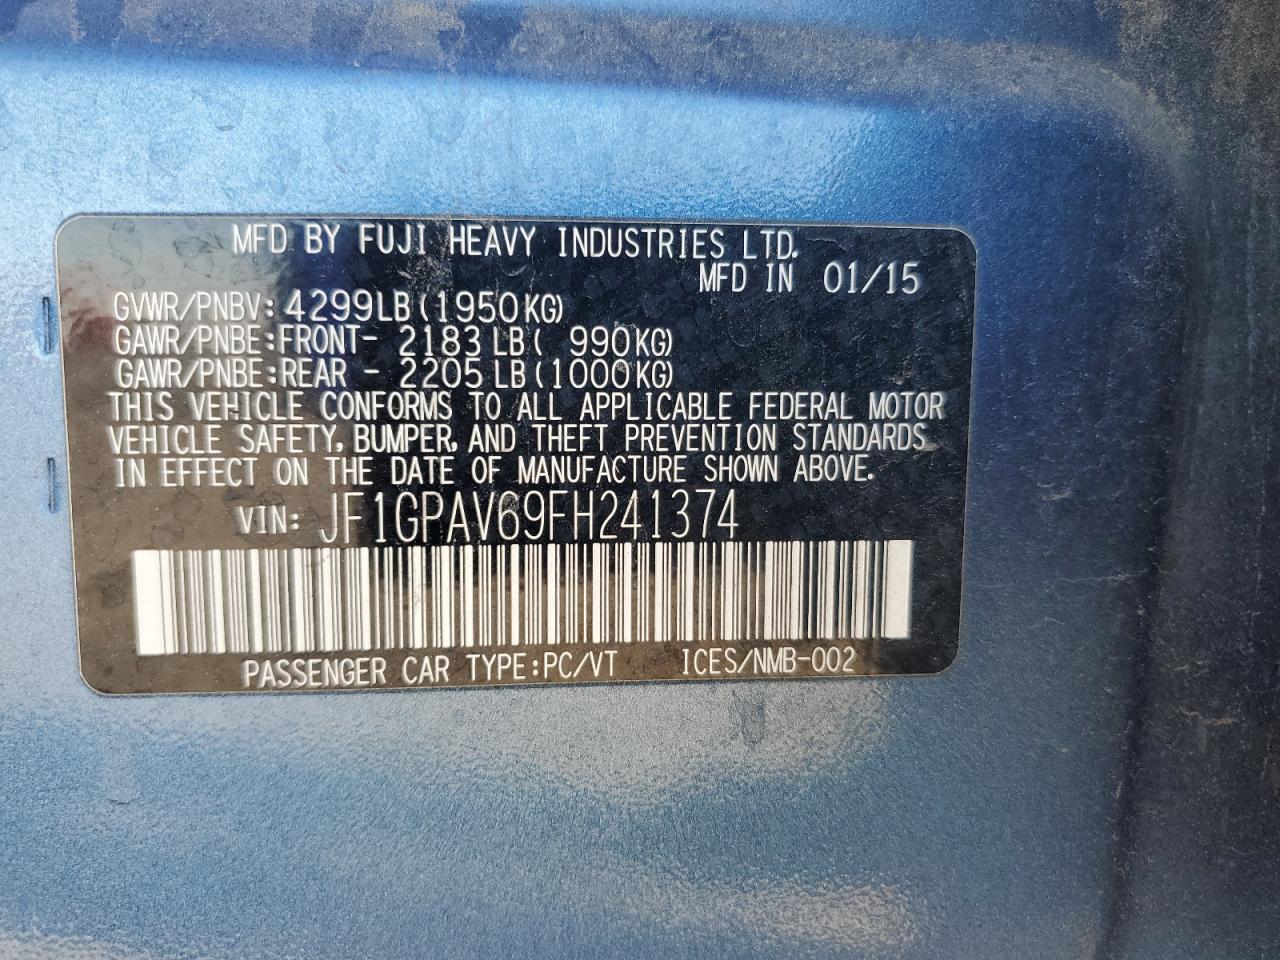 MFD BY FUJI HEAVY INDUSTRIES LTD.
MFD IN 01/15
GVWR/PNBV: 4299LB (1950KG)
GAWR/PNBE:FRONT- 2183 LB ( 990KG)
GAWR/PNBE:REAR - 2205 LB (1000KG)
THIS VEHICLE CONFORMS TO ALL APPLICABLE FEDERAL MOTOR
VEHICLE SAFETY, BUMPER, AND THEFT PREVENTION STANDARDS
IN EFFECT ON THE DATE OF MANUFACTURE SHOWN ABOVE.
VIN: JF1GPAV69FH241374
PASSENGER CAR TYPE:PC/VT ICES/NMB-002